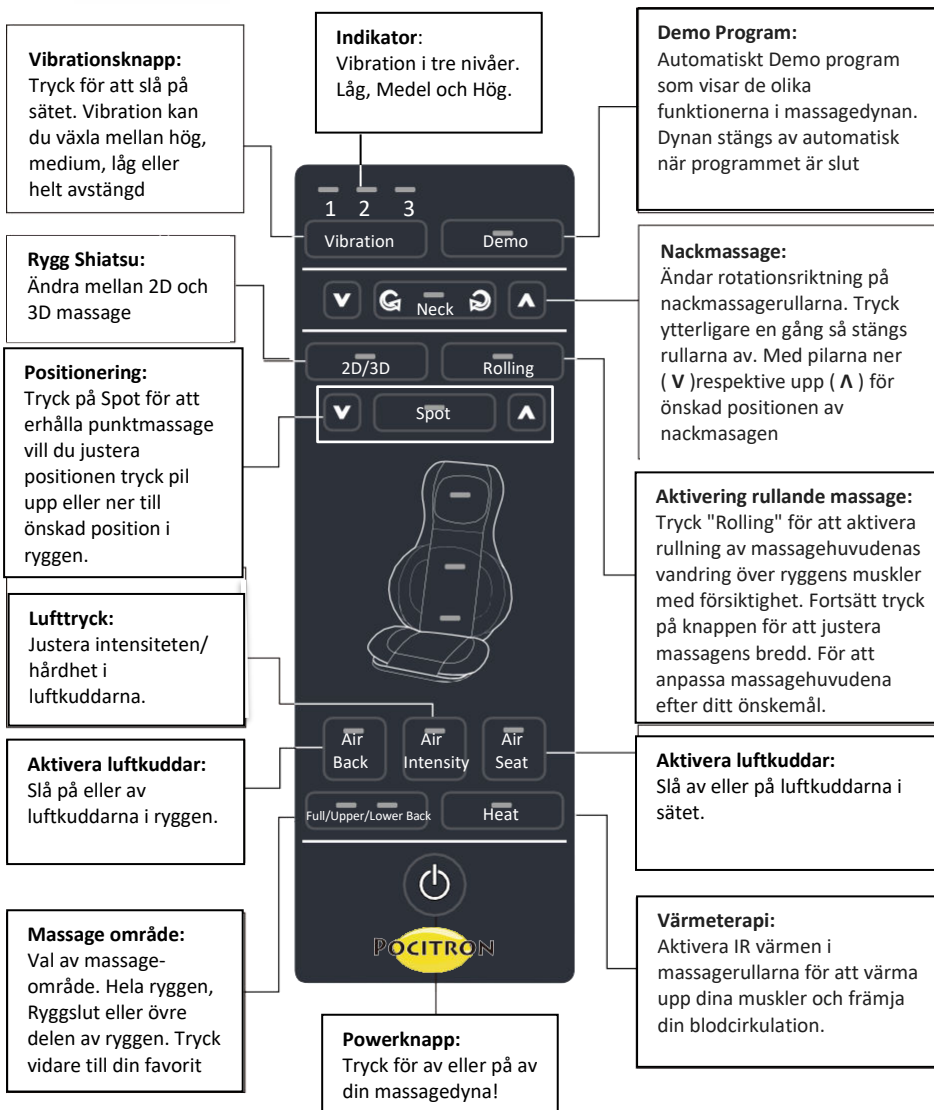 Vibrationsknapp:
Tryck för att slå på
sätet. Vibration kan
du växla mellan hög,
medium, låg eller
helt avstängd
Indikator:
Vibration i tre nivåer.
Låg, Medel och Hög.
Demo Program:
Automatiskt Demo program
som visar de olika
funktionerna i massagedynan.
Dynan stängs av automatisk
när programmet är slut
1 2 3
Vibration
Demo
Rygg Shiatsu:
Ändra mellan 2D och
3D massage
V Neck Λ
Nackmassage:
Ändar rotationsriktning på
nackmassagerullarna. Tryck
ytterligare en gång så stängs
rullarna av. Med pilarna ner
( V )respektive upp ( Λ ) för
önskad positionen av
nackmasagen
2D/3D
Rolling
Positionering:
Tryck på Spot för att
erhålla punktmassage
vill du justera
positionen tryck pil
upp eller ner till
önskad position i
ryggen.
V Spot Λ
Aktivering rullande massage:
Tryck "Rolling" för att aktivera
rullning av massagehuvudenas
vandring över ryggens muskler
med försiktighet. Fortsätt tryck
på knappen för att justera
massagens bredd. För att
anpassa massagehuvudena
efter ditt önskemål.
Lufttryck:
Justera intensiteten/
hårdhet i
luftkuddarna.
Aktivera luftkuddar:
Slå på eller av
luftkuddarna i ryggen.
Air
Back
Air
Intensity
Air
Seat
Aktivera luftkuddar:
Slå av eller på luftkuddarna i
sätet.
Full/Upper/Lower Back
Heat
Massage område:
Val av massage-
område. Hela ryggen,
Ryggslut eller övre
delen av ryggen. Tryck
vidare till din favorit
POCITRON
Värmeterapi:
Aktivera IR värmen i
massagerullarna för att värma
upp dina muskler och främja
din blodcirkulation.
Powerknapp:
Tryck för av eller på av
din massagedyna!